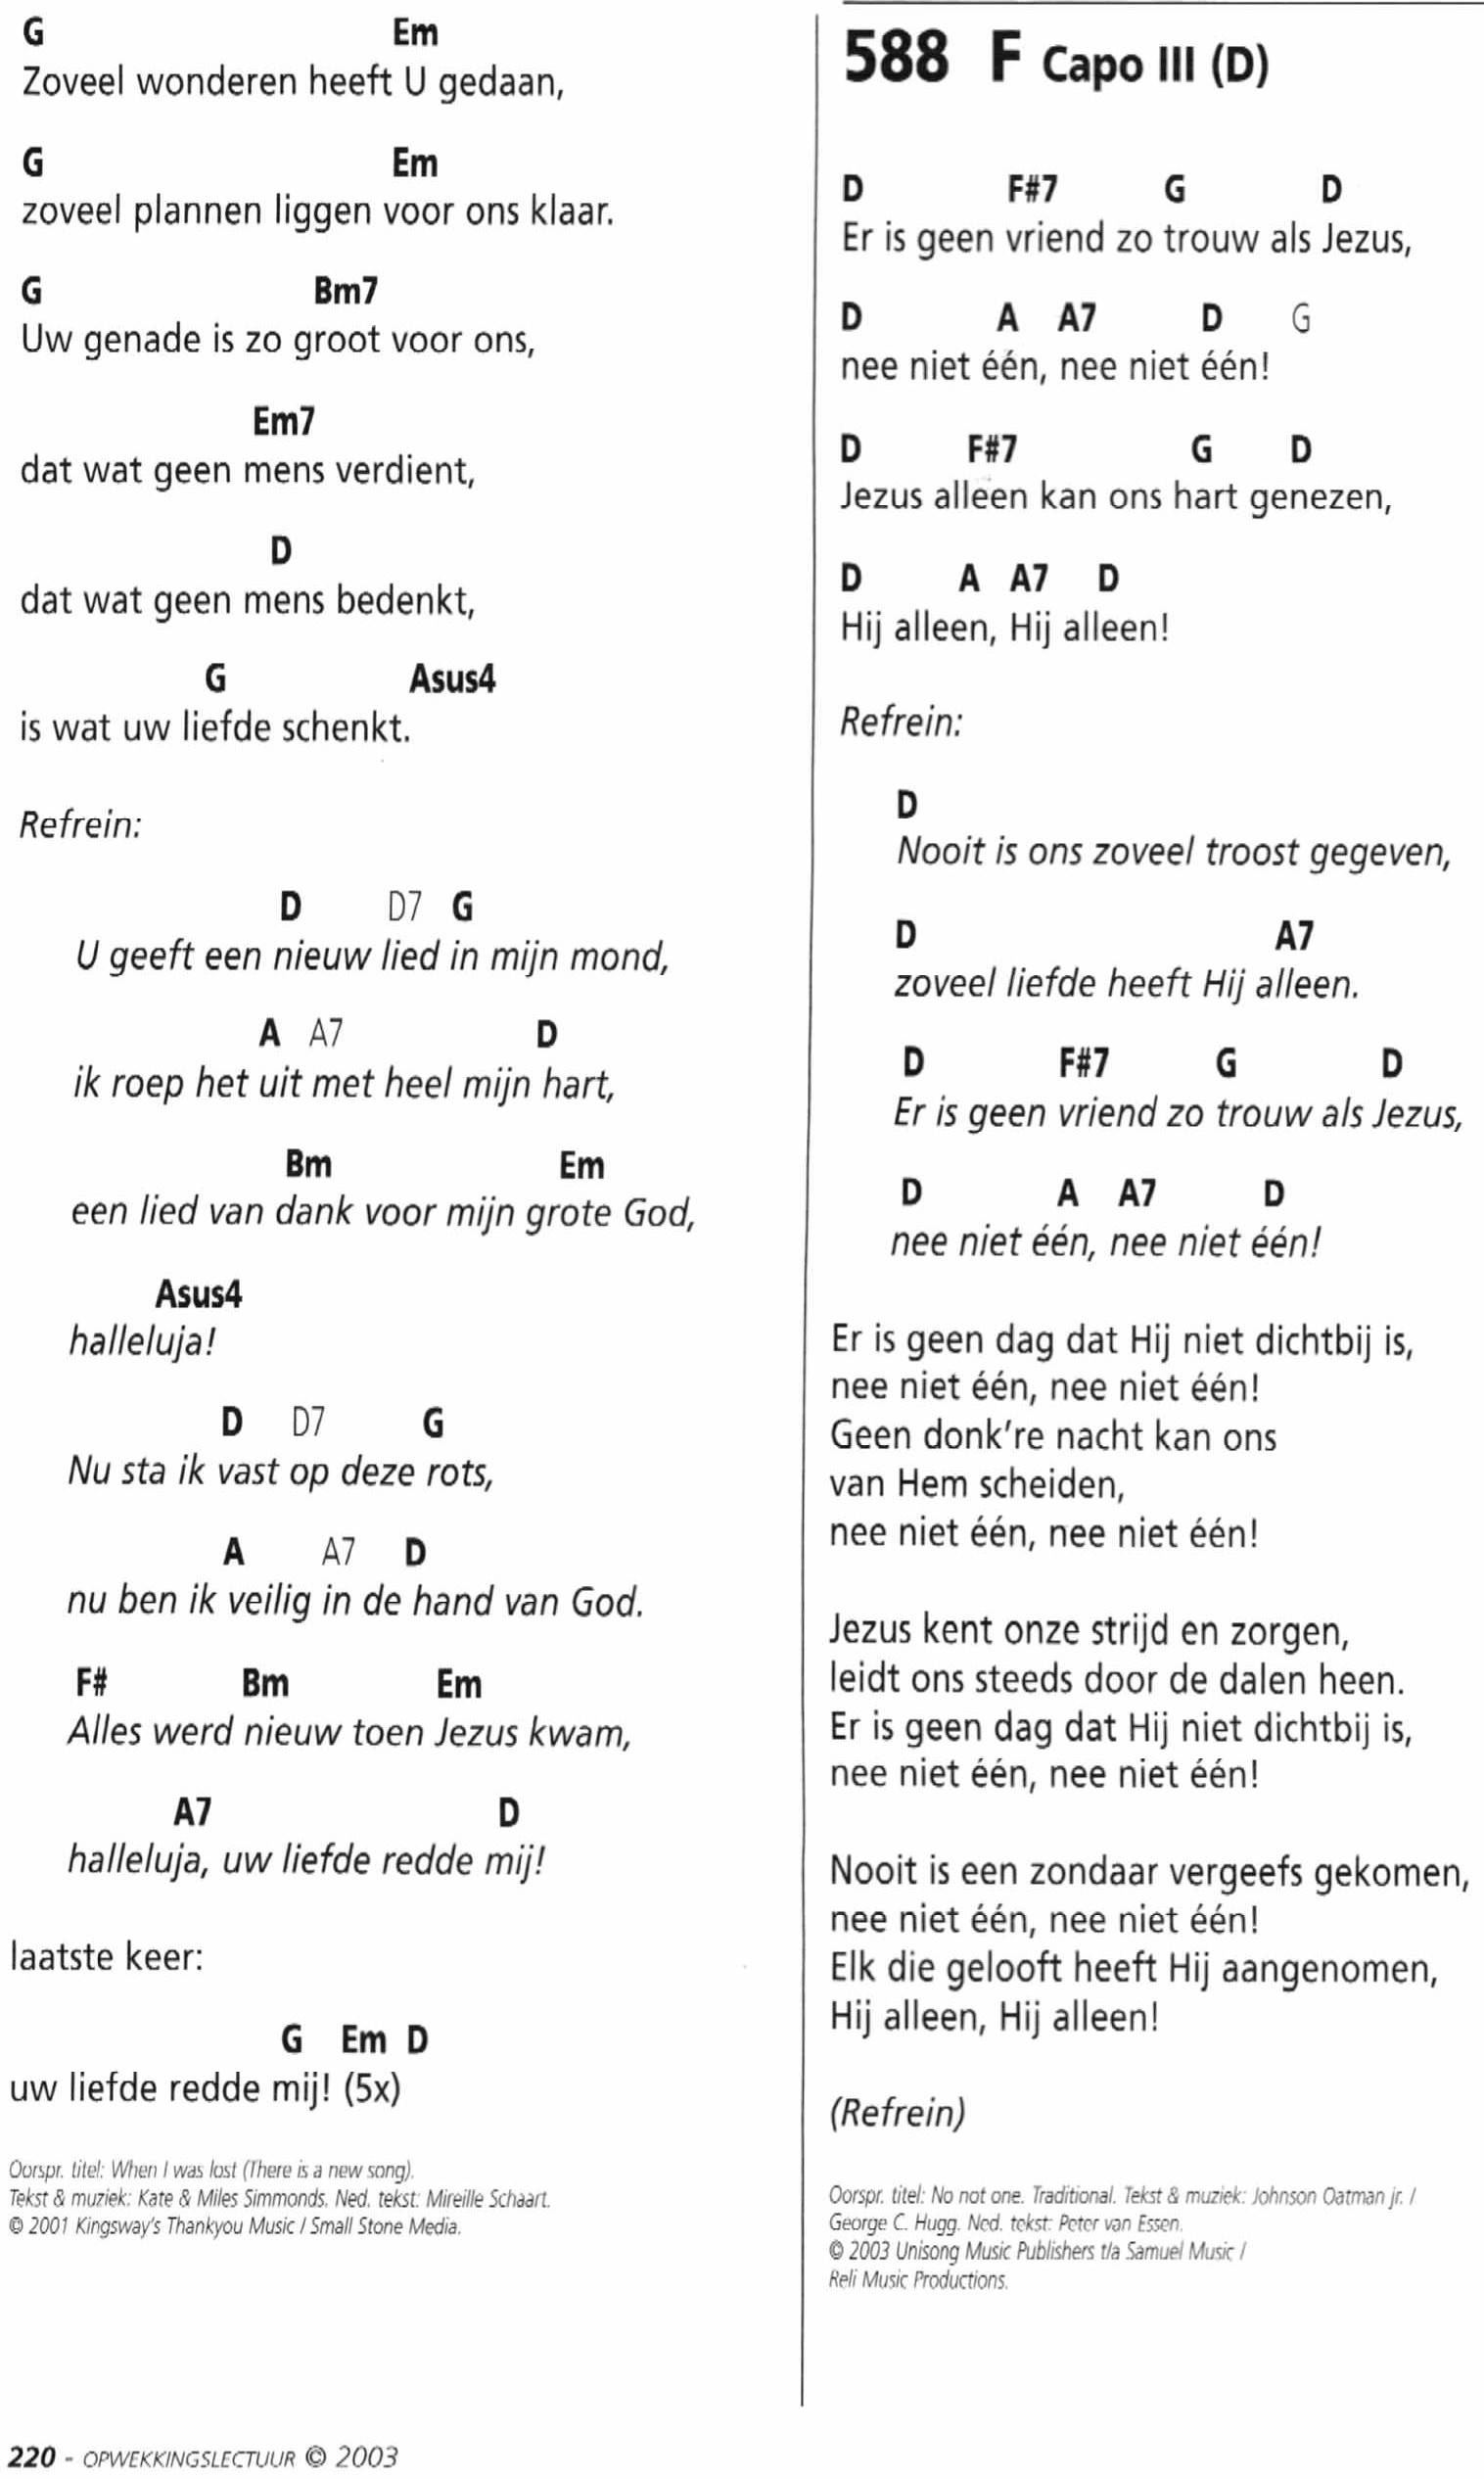 G Em
Zoveel wonderen heeft U gedaan,
G Em
zoveel plannen liggen voor ons klaar.
G Bm7
Uw genade is zo groot voor ons,
Em7
dat wat geen mens verdient,
D
dat wat geen mens bedenkt,
G Asus4
is wat uw liefde schenkt.
Refrein:
D D7 G
U geeft een nieuw lied in mijn mond,
A A7 D
ik roep het uit met heel mijn hart,
Bm Em
een lied van dank voor mijn grote God,
Asus4
halleluja!
D D7 G
Nu sta ik vast op deze rots,
A A7 D
nu ben ik veilig in de hand van God.
F# Bm Em
Alles werd nieuw toen Jezus kwam,
A7 D
halleluja, uw liefde redde mij!
laatste keer:
G Em D
uw liefde redde mij! (5x)
Oorspr. titel: When I was lost (There is a new song).
Tekst & muziek: Kate & Miles Simmonds. Ned. tekst: Mireille Schaart.
© 2001 Kingsway's Thankyou Music / Small Stone Media.
588 F Capo III (D)
D F#7 G D
Er is geen vriend zo trouw als Jezus,
D A A7 D G
nee niet één, nee niet één!
D F#7 G D
Jezus alleen kan ons hart genezen,
D A A7 D
Hij alleen, Hij alleen!
Refrein:
D
Nooit is ons zoveel troost gegeven,
D A7
zoveel liefde heeft Hij alleen.
D F#7 G D
Er is geen vriend zo trouw als Jezus,
D A A7 D
nee niet één, nee niet één!
Er is geen dag dat Hij niet dichtbij is,
nee niet één, nee niet één!
Geen donk're nacht kan ons
van Hem scheiden,
nee niet één, nee niet één!
Jezus kent onze strijd en zorgen,
leidt ons steeds door de dalen heen.
Er is geen dag dat Hij niet dichtbij is,
nee niet één, nee niet één!
Nooit is een zondaar vergeefs gekomen,
nee niet één, nee niet één!
Elk die gelooft heeft Hij aangenomen,
Hij alleen, Hij alleen!
(Refrein)
Oorspr. titel: No not one. Traditional. Tekst & muziek: Johnson Oatman jr. /
George C. Hugg. Ned. tekst: Peter van Essen.
© 2003 Unisong Music Publishers t/a Samuel Music /
Reli Music Productions.
220 - OPWEKKINGSLECTUUR © 2003